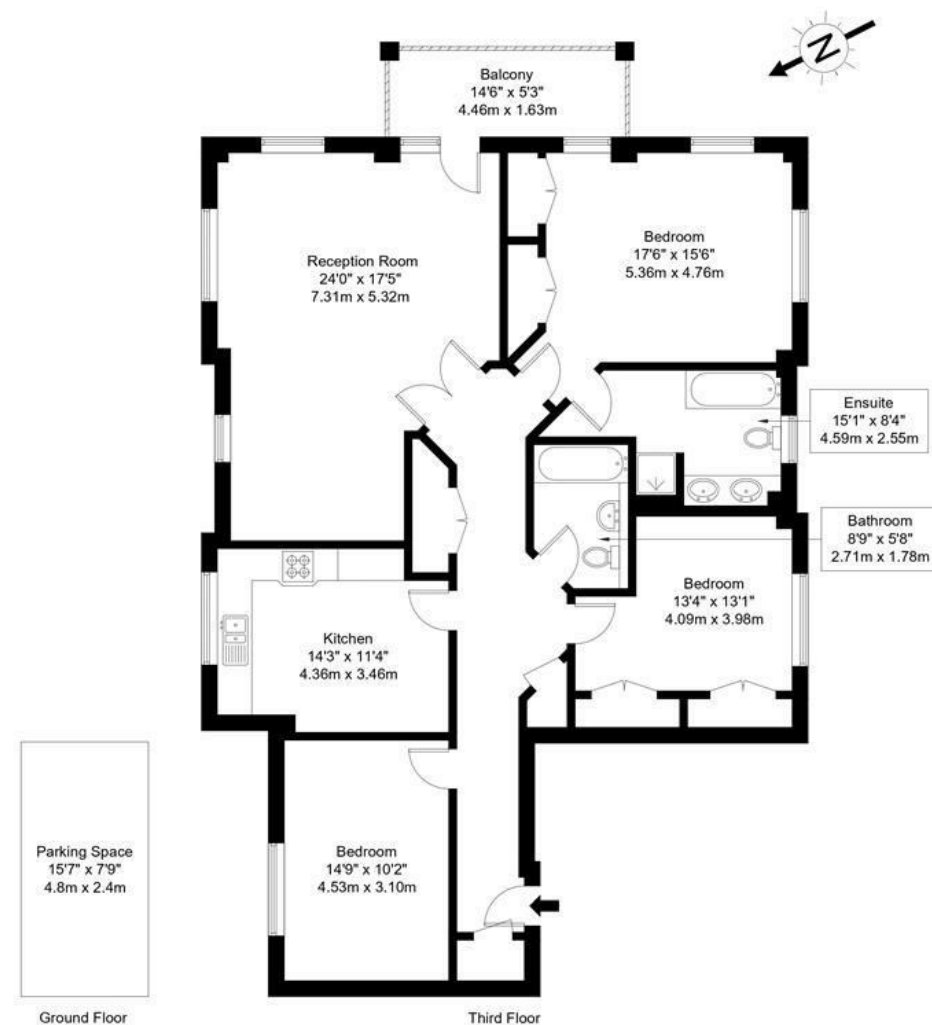 N
Balcony
14'6" x 5'3"
4.46m x 1.63m
Reception Room
24'0" x 17'5"
7.31m x 5.32m
Bedroom
17'6" x 15'6"
5.36m x 4.76m
Ensuite
15'1" x 8'4"
4.59m x 2.55m
Bathroom
8'9" x 5'8"
2.71m x 1.78m
Bedroom
13'4" x 13'1"
4.09m x 3.98m
Kitchen
14'3" x 11'4"
4.36m x 3.46m
Parking Space
15'7" x 7'9"
4.8m x 2.4m
Bedroom
14'9" x 10'2"
4.53m x 3.10m
Ground Floor
Third Floor